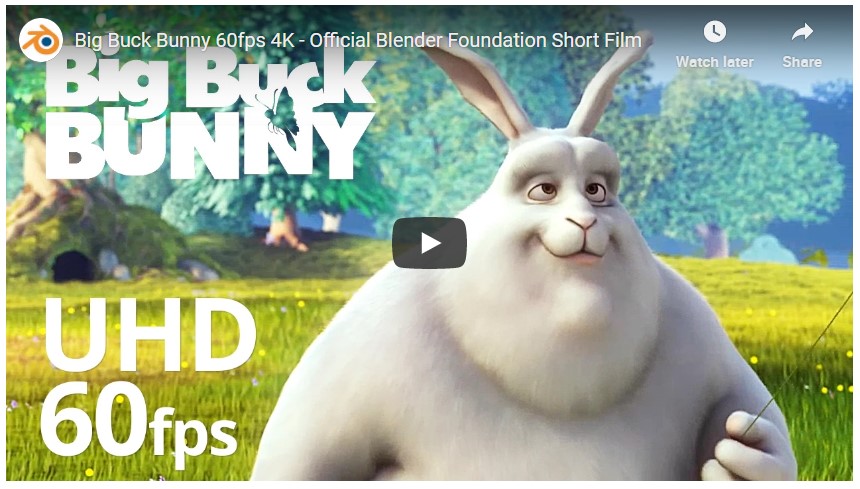 Big Buck Bunny 60fps 4K - Official Blender Foundation Short Film
Watch later
Share
Big Buck
BUNNY
UHD
60fps